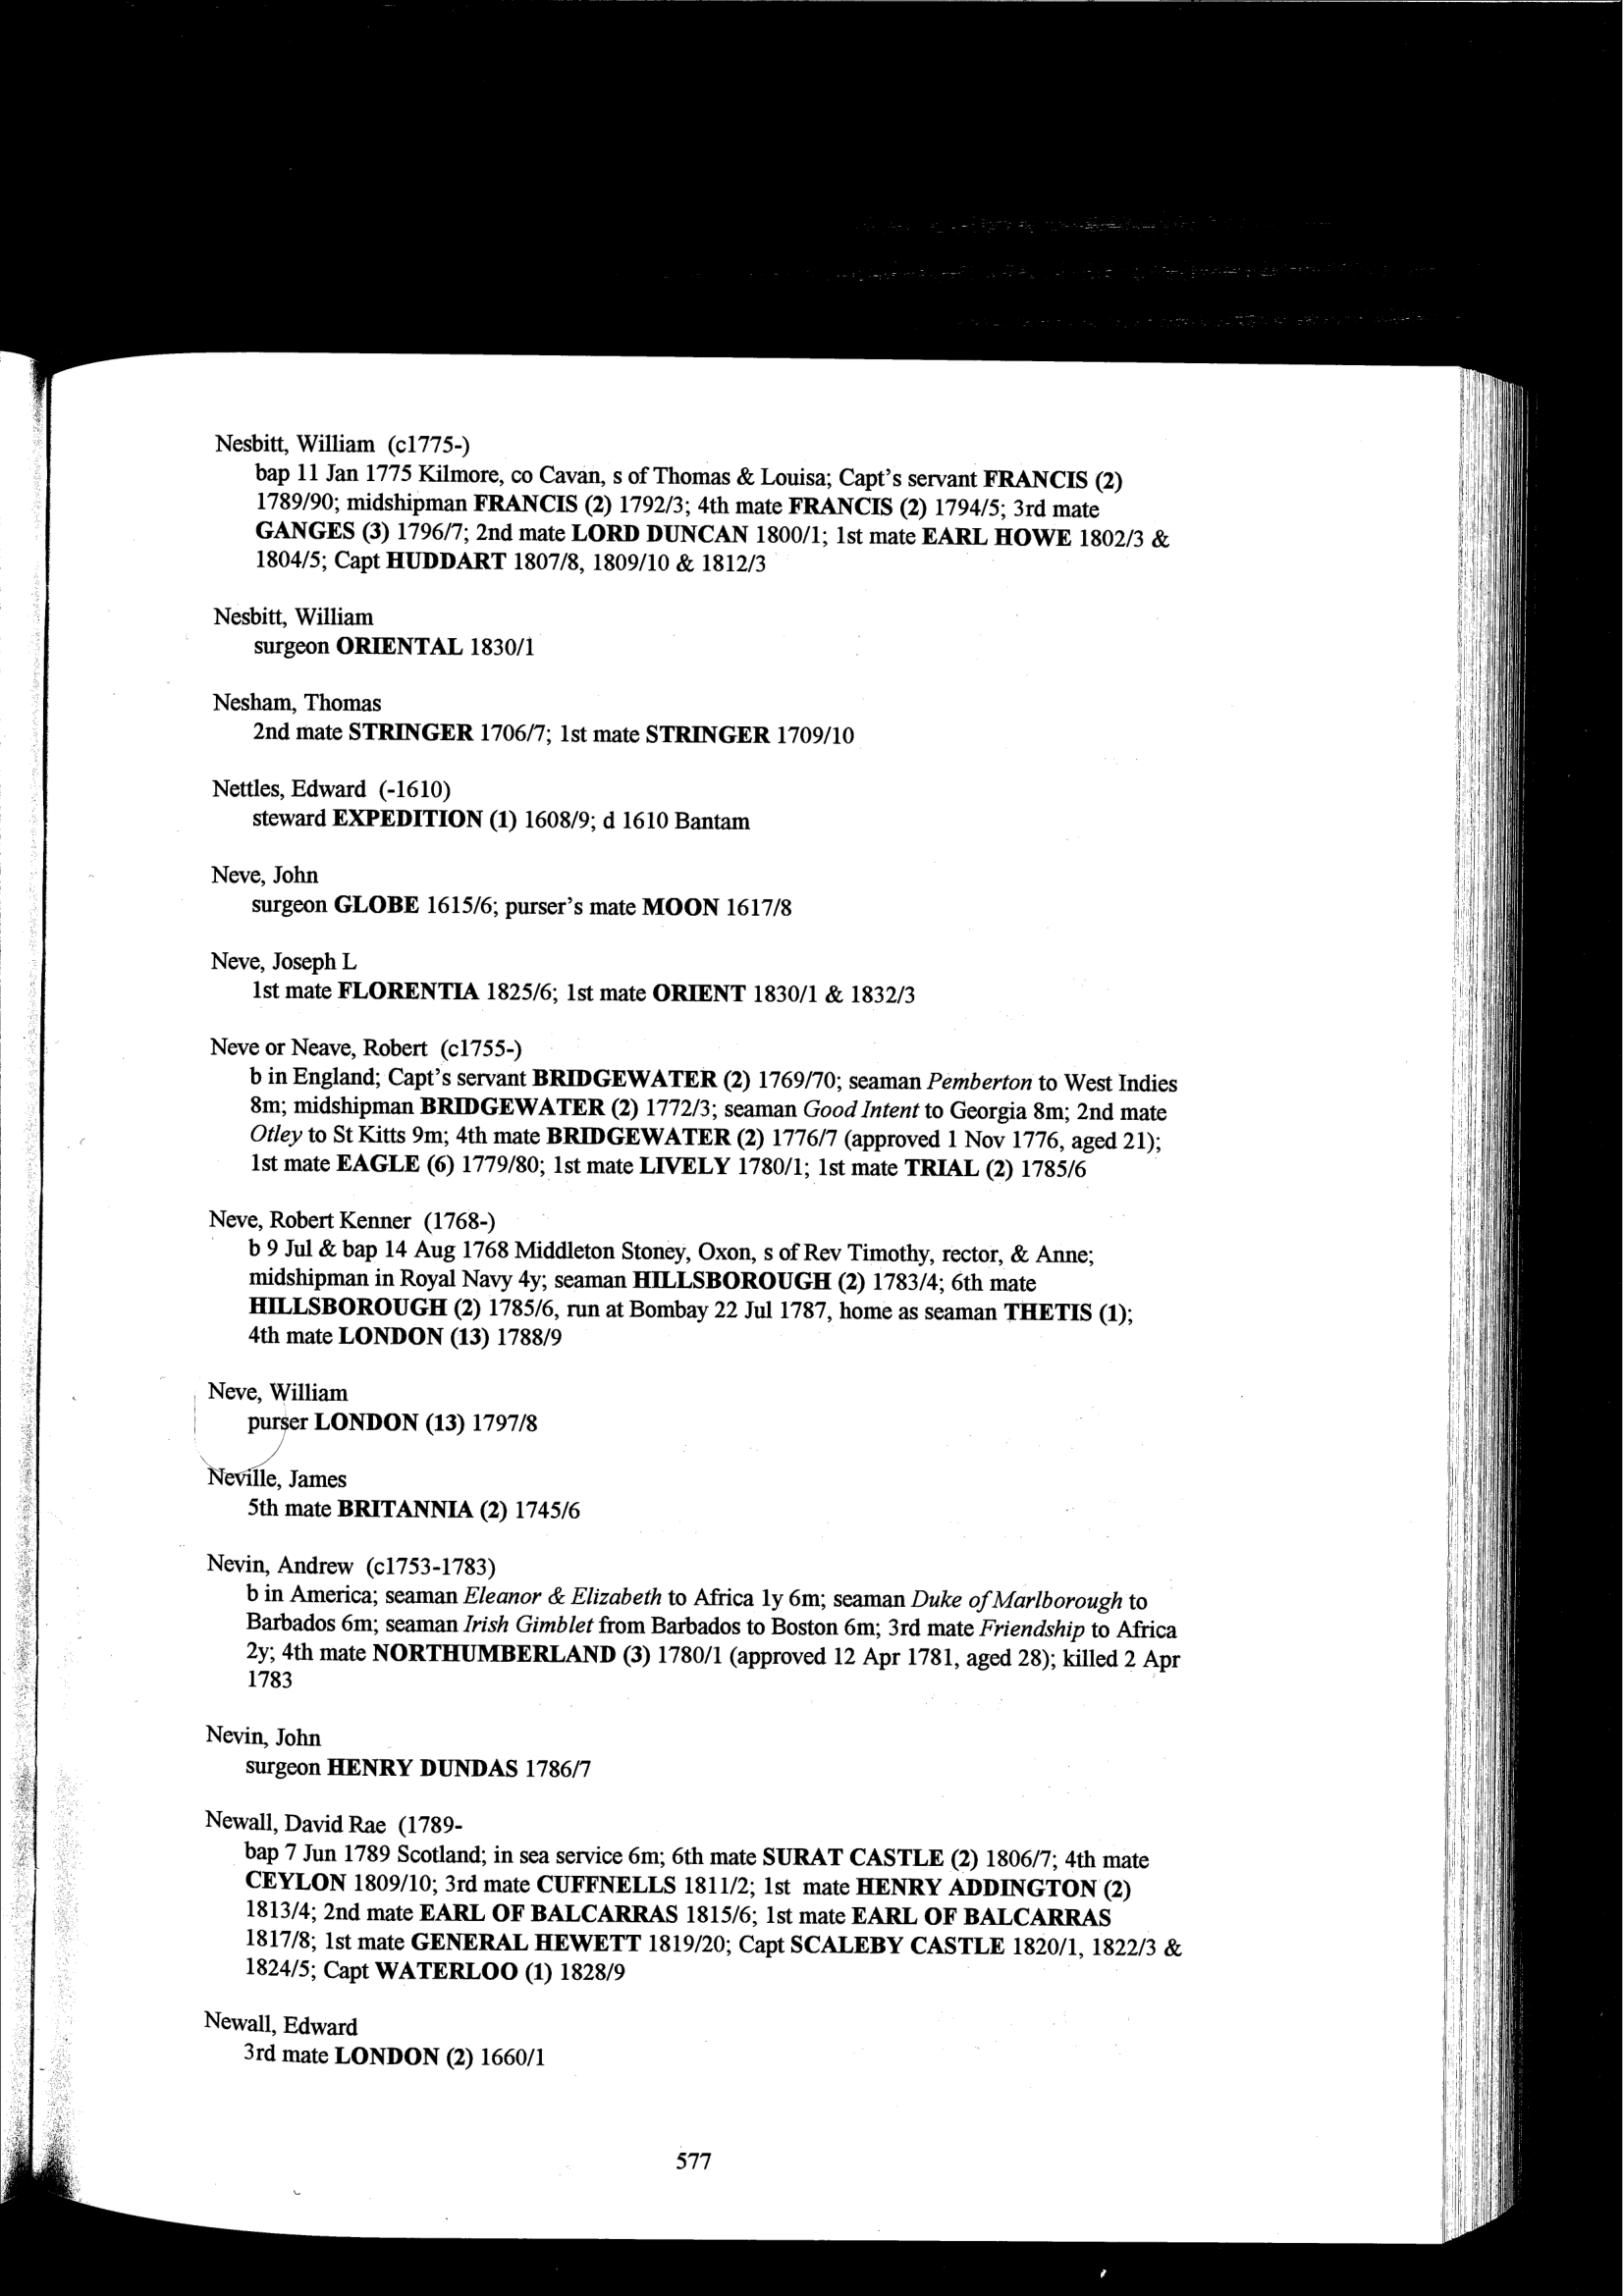 Nesbitt, William (c1775-)
bap 11 Jan 1775 Kilmore, co Cavan, s of Thomas & Louisa; Capt's servant FRANCIS (2)
1789/90; midshipman FRANCIS (2) 1792/3; 4th mate FRANCIS (2) 1794/5; 3rd mate
GANGES (3) 1796/7; 2nd mate LORD DUNCAN 1800/1; 1st mate EARL HOWE 1802/3 &
1804/5; Capt HUDDART 1807/8, 1809/10 & 1812/3
Nesbitt, William
surgeon ORIENTAL 1830/1
Nesham, Thomas
2nd mate STRINGER 1706/7; 1st mate STRINGER 1709/10
Nettles, Edward (-1610)
steward EXPEDITION (1) 1608/9; d 1610 Bantam
Neve, John
surgeon GLOBE 1615/6; purser's mate MOON 1617/8
Neve, Joseph L
1st mate FLORENTIA 1825/6; 1st mate ORIENT 1830/1 & 1832/3
Neve or Neave, Robert (c1755-)
b in England; Capt's servant BRIDGEWATER (2) 1769/70; seaman Pemberton to West Indies
8m; midshipman BRIDGEWATER (2) 1772/3; seaman Good Intent to Georgia 8m; 2nd mate
Otley to St Kitts 9m; 4th mate BRIDGEWATER (2) 1776/7 (approved 1 Nov 1776, aged 21);
1st mate EAGLE (6) 1779/80; 1st mate LIVELY 1780/1; 1st mate TRIAL (2) 1785/6
Neve, Robert Kenner (1768-)
b 9 Jul & bap 14 Aug 1768 Middleton Stoney, Oxon, s of Rev Timothy, rector, & Anne;
midshipman in Royal Navy 4y; seaman HILLSBOROUGH (2) 1783/4; 6th mate
HILLSBOROUGH (2) 1785/6, run at Bombay 22 Jul 1787, home as seaman THETIS (1);
4th mate LONDON (13) 1788/9
Neve, William
purser LONDON (13) 1797/8
Neville, James
5th mate BRITANNIA (2) 1745/6
Nevin, Andrew (c1753-1783)
b in America; seaman Eleanor & Elizabeth to Africa 1y 6m; seaman Duke of Marlborough to
Barbados 6m; seaman Irish Gimblet from Barbados to Boston 6m; 3rd mate Friendship to Africa
2y; 4th mate NORTHUMBERLAND (3) 1780/1 (approved 12 Apr 1781, aged 28); killed 2 Apr
1783
Nevin, John
surgeon HENRY DUNDAS 1786/7
Newall, David Rae (1789-
bap 7 Jun 1789 Scotland; in sea service 6m; 6th mate SURAT CASTLE (2) 1806/7; 4th mate
CEYLON 1809/10; 3rd mate CUFFNELLS 1811/2; 1st mate HENRY ADDINGTON (2)
1813/4; 2nd mate EARL OF BALCARRAS 1815/6; 1st mate EARL OF BALCARRAS
1817/8; 1st mate GENERAL HEWETT 1819/20; Capt SCALEBY CASTLE 1820/1, 1822/3 &
1824/5; Capt WATERLOO (1) 1828/9
Newall, Edward
3rd mate LONDON (2) 1660/1
577